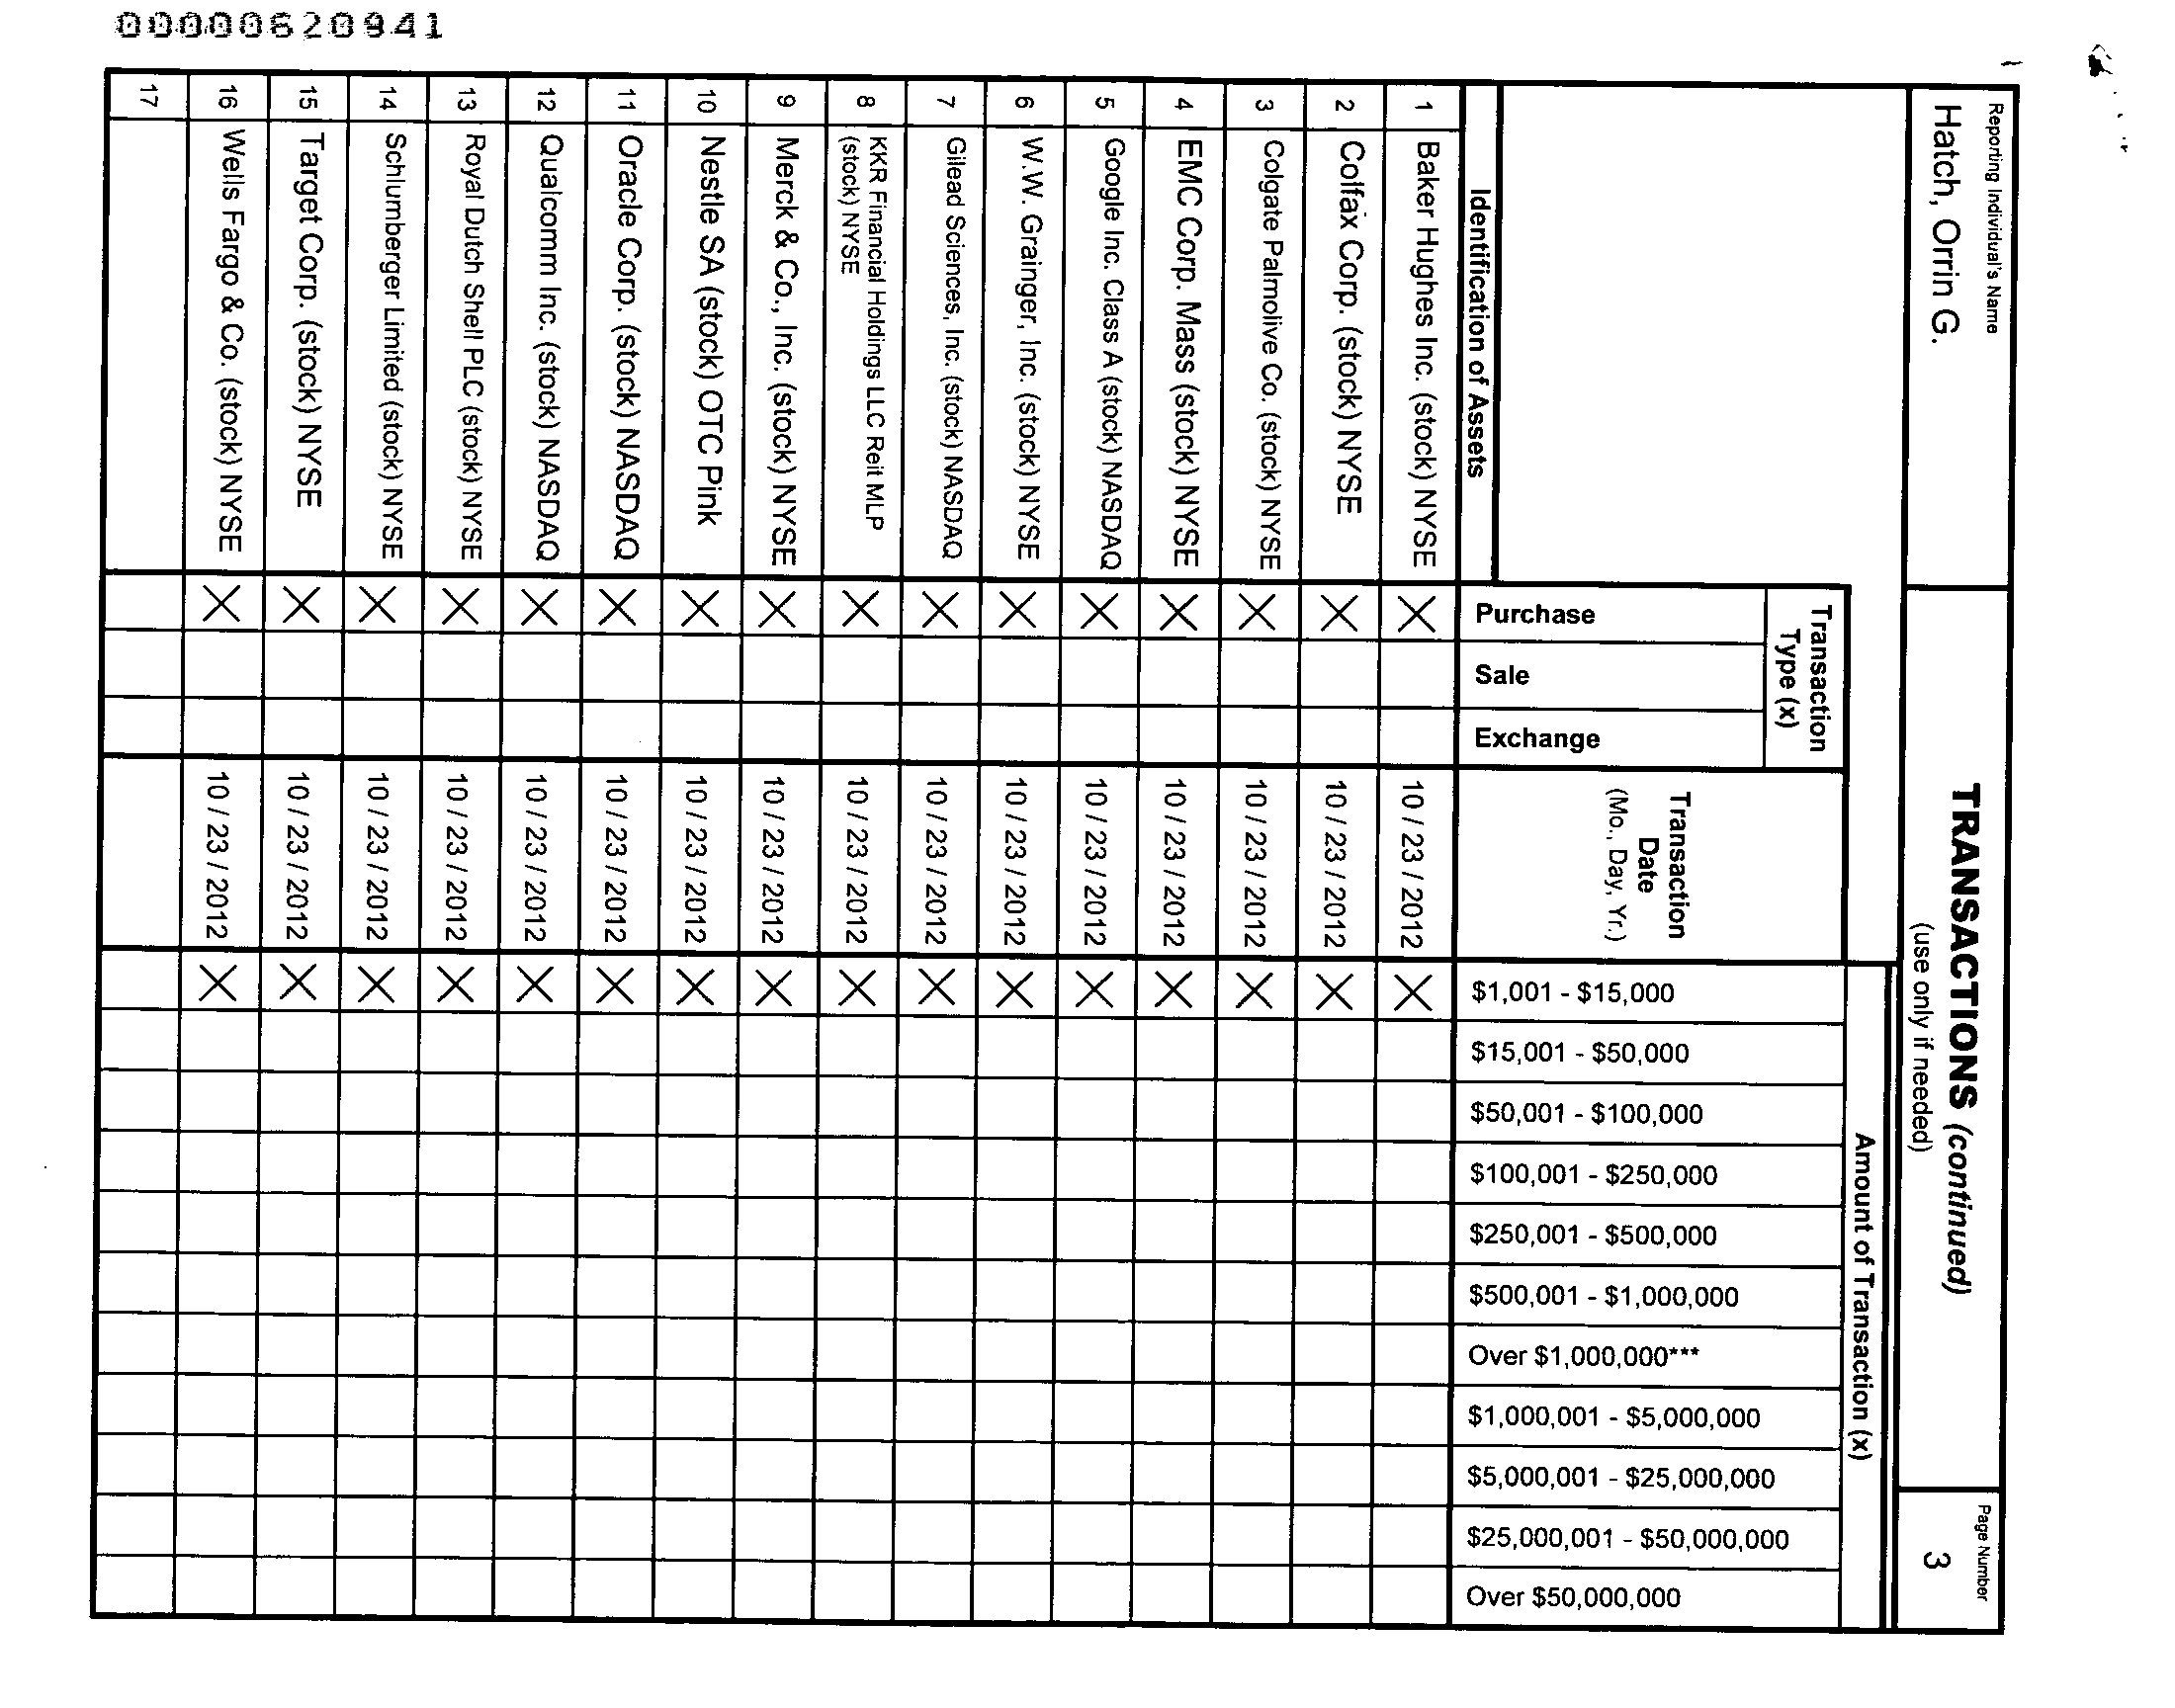 00000620941
Reporting Individual's Name
Hatch, Orrin G.
TRANSACTIONS (continued)
(use only if needed)
Page Number
3
Identification of Assets
Transaction
Type (x)
Purchase
Sale
Exchange
Transaction
Date
(Mo., Day, Yr.)
Amount of Transaction (x)
$1,001 - $15,000
$15,001 - $50,000
$50,001 - $100,000
$100,001 - $250,000
$250,001 - $500,000
$500,001 - $1,000,000
Over $1,000,000***
$1,000,001 - $5,000,000
$5,000,001 - $25,000,000
$25,000,001 - $50,000,000
Over $50,000,000
1 Baker Hughes Inc. (stock) NYSE X 10 / 23 / 2012 X
2 Colfax Corp. (stock) NYSE X 10 / 23 / 2012 X
3 Colgate Palmolive Co. (stock) NYSE X 10 / 23 / 2012 X
4 EMC Corp. Mass (stock) NYSE X 10 / 23 / 2012 X
5 Google Inc. Class A (stock) NASDAQ X 10 / 23 / 2012 X
6 W.W. Grainger, Inc. (stock) NYSE X 10 / 23 / 2012 X
7 Gilead Sciences, Inc. (stock) NASDAQ X 10 / 23 / 2012 X
8 KKR Financial Holdings LLC Reit MLP
(stock) NYSE X 10 / 23 / 2012 X
9 Merck & Co., Inc. (stock) NYSE X 10 / 23 / 2012 X
10 Nestle SA (stock) OTC Pink X 10 / 23 / 2012 X
11 Oracle Corp. (stock) NASDAQ X 10 / 23 / 2012 X
12 Qualcomm Inc. (stock) NASDAQ X 10 / 23 / 2012 X
13 Royal Dutch Shell PLC (stock) NYSE X 10 / 23 / 2012 X
14 Schlumberger Limited (stock) NYSE X 10 / 23 / 2012 X
15 Target Corp. (stock) NYSE X 10 / 23 / 2012 X
16 Wells Fargo & Co. (stock) NYSE X 10 / 23 / 2012 X
17